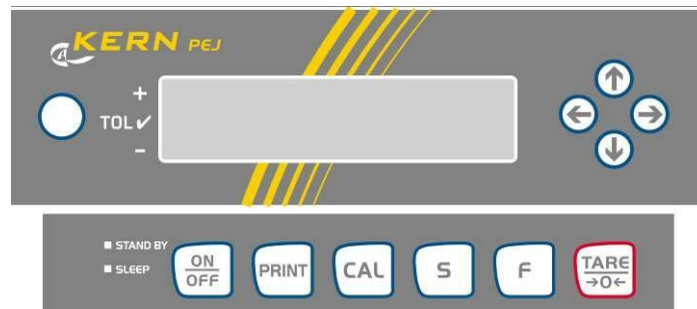 KERN PEJ
+
TOL ✓
-
STAND BY
SLEEP
ON
OFF
PRINT
CAL
S
F
TARE
→0←